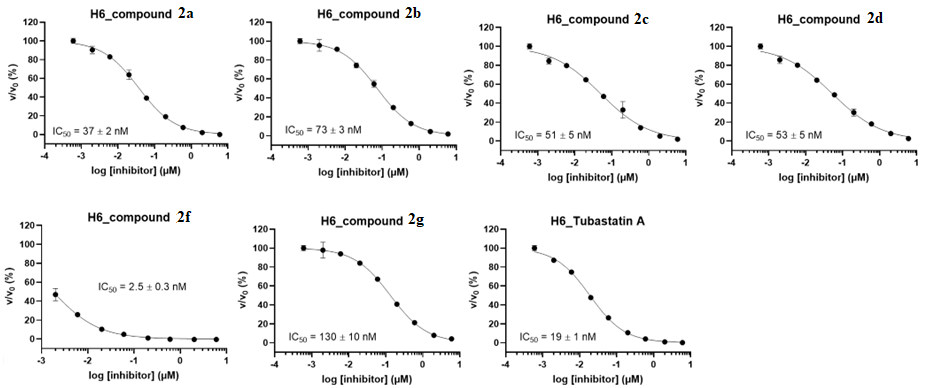 H6_compound 2a
v/v0 (%)
120
100
80
60
40
20
0
IC50 = 37 ± 2 nM
-4 -3 -2 -1 0 1
log [inhibitor] (µM)
H6_compound 2b
v/v0 (%)
120
100
80
60
40
20
0
IC50 = 73 ± 3 nM
-4 -3 -2 -1 0 1
log [inhibitor] (µM)
H6_compound 2c
v/v0 (%)
120
100
80
60
40
20
0
IC50 = 51 ± 5 nM
-4 -3 -2 -1 0 1
log [inhibitor] (µM)
H6_compound 2d
v/v0 (%)
120
100
80
60
40
20
0
IC50 = 53 ± 5 nM
-4 -3 -2 -1 0 1
log [inhibitor] (µM)
H6_compound 2f
v/v0 (%)
120
100
80
60
40
20
0
IC50 = 2.5 ± 0.3 nM
-3 -2 -1 0 1
log [inhibitor] (µM)
H6_compound 2g
v/v0 (%)
120
100
80
60
40
20
0
IC50 = 130 ± 10 nM
-4 -3 -2 -1 0 1
log [inhibitor] (µM)
H6_Tubastatin A
v/v0 (%)
120
100
80
60
40
20
0
IC50 = 19 ± 1 nM
-4 -3 -2 -1 0 1
log [inhibitor] (µM)